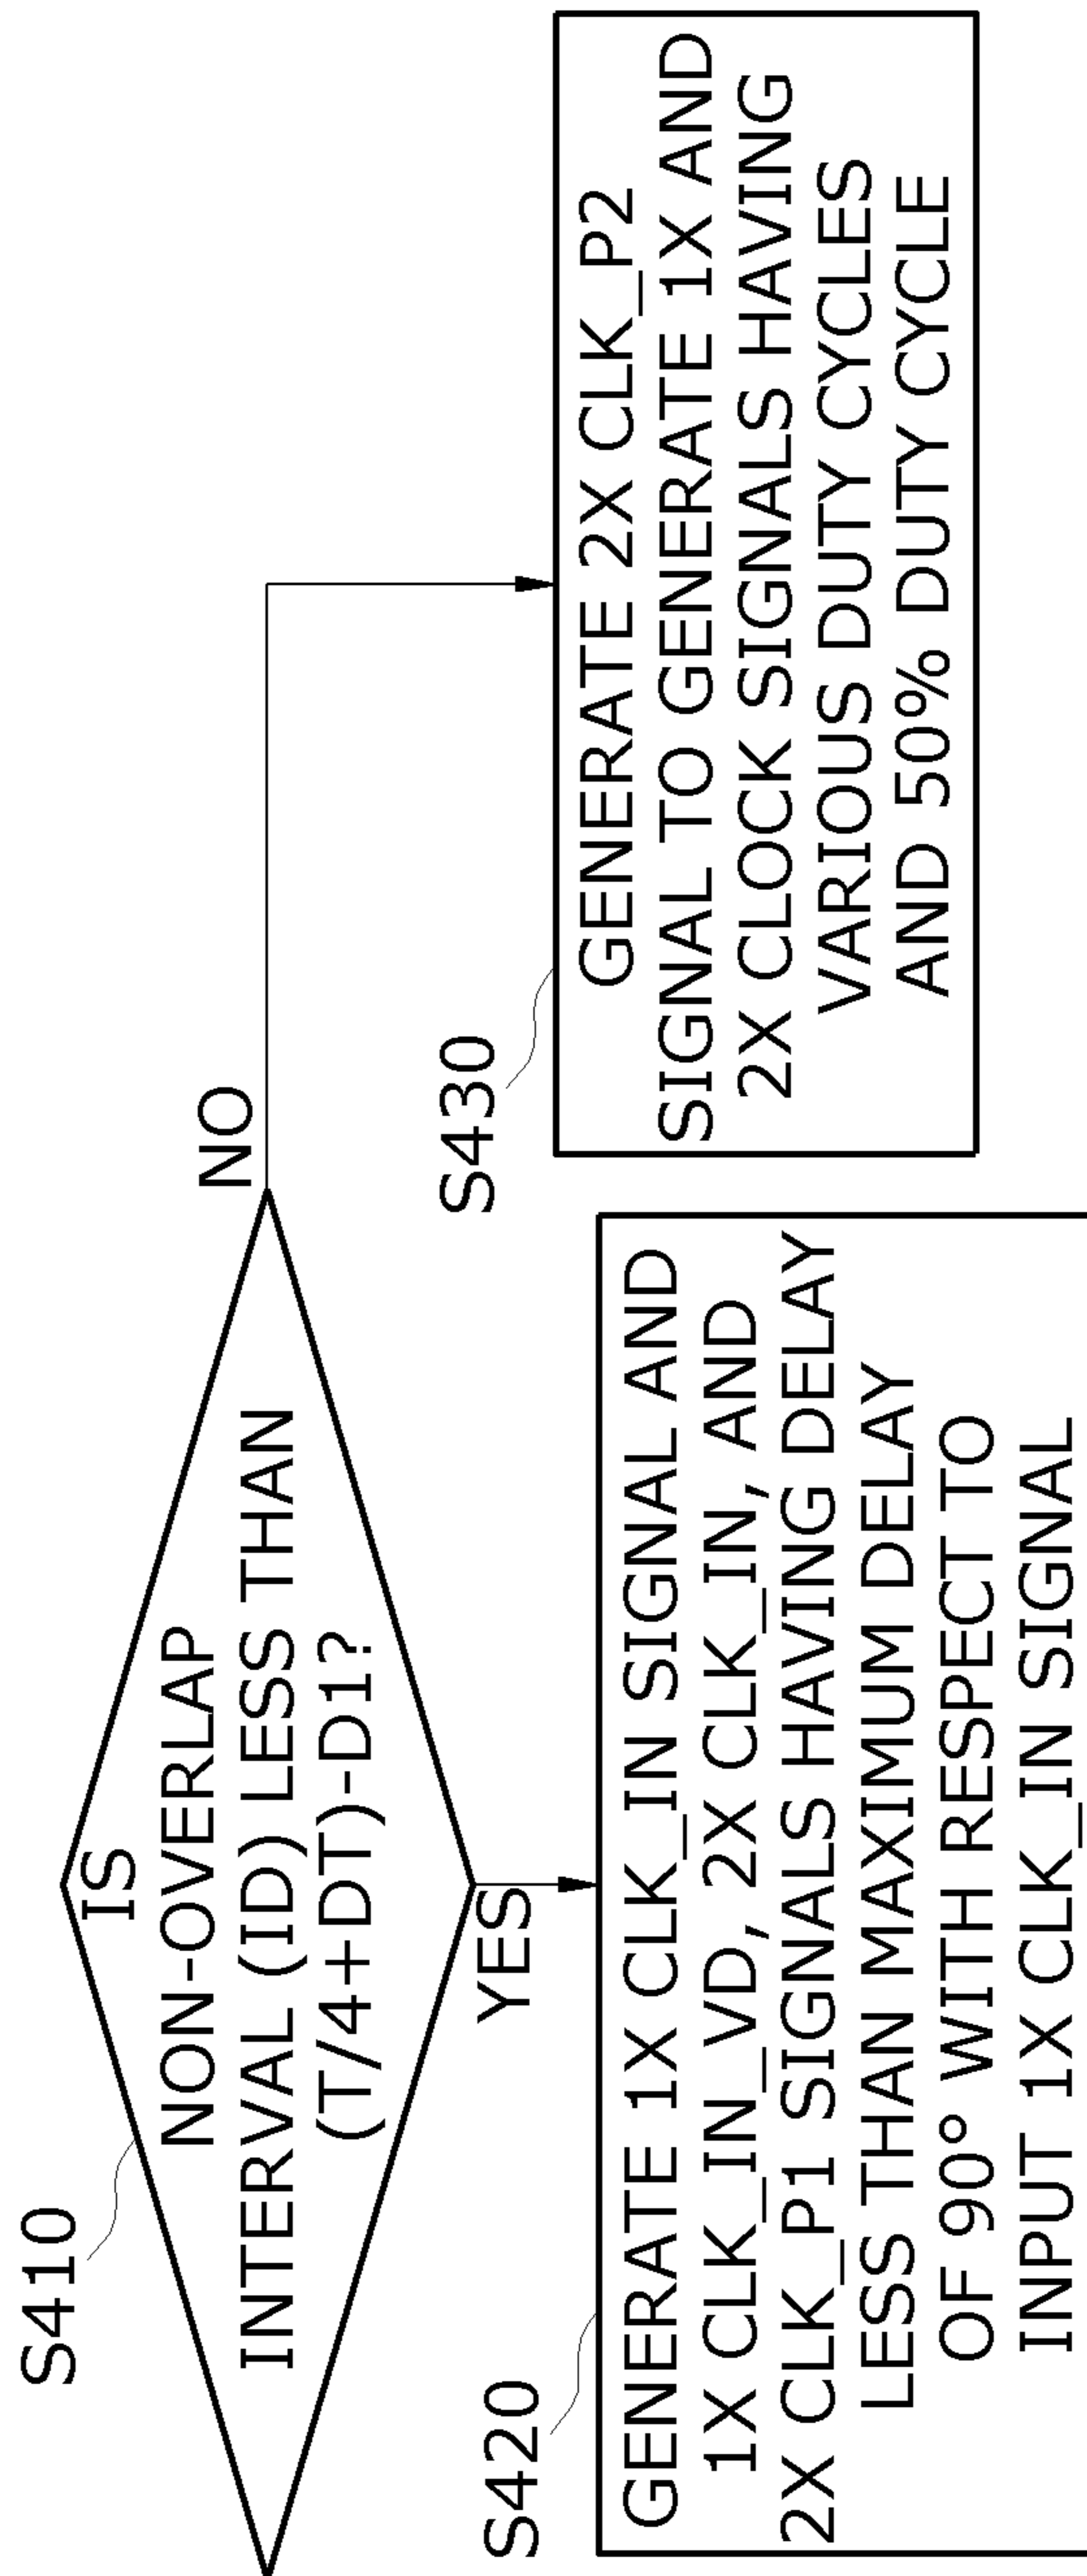 S410
IS
NON-OVERLAP
INTERVAL (ID) LESS THAN
(T/4+DT)-D1?
NO
YES
S420
GENERATE 1X CLK_IN SIGNAL AND
1X CLK_IN_VD, 2X CLK_IN, AND
2X CLK_P1 SIGNALS HAVING DELAY
LESS THAN MAXIMUM DELAY
OF 90° WITH RESPECT TO
INPUT 1X CLK_IN SIGNAL
S430
GENERATE 2X CLK_P2
SIGNAL TO GENERATE 1X AND
2X CLOCK SIGNALS HAVING
VARIOUS DUTY CYCLES
AND 50% DUTY CYCLE